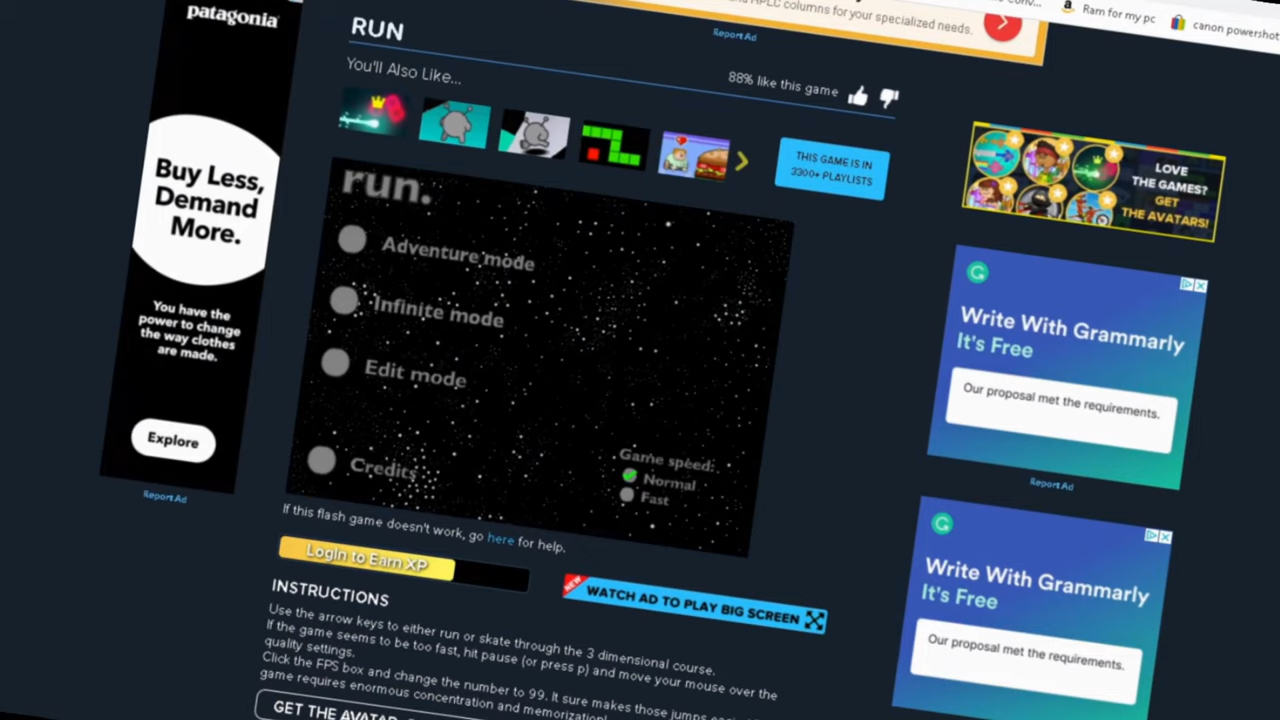 patagonia
Buy Less,
Demand
More.
You have the
power to change
the way clothes
are made.
Explore
Report Ad
HPLC columns for your specialized needs.
Report Ad
Ram for my pc
canon powershot
RUN
You'll Also Like...
88% like this game
THIS GAME IS IN
3300+ PLAYLISTS
run.
Adventure mode
Infinite mode
Edit mode
Credits
Game speed:
Normal
Fast
If this flash game doesn't work, go here for help.
Login to Earn XP
NEW
WATCH AD TO PLAY BIG SCREEN
INSTRUCTIONS
Use the arrow keys to either run or skate through the 3 dimensional course.
If the game seems to be too fast, hit pause (or press p) and move your mouse over the
quality settings.
Click the FPS box and change the number to 99. It sure makes those jumps
game requires enormous concentration and memorization!
GET THE AVATAR
LOVE
THE GAMES?
GET
THE AVATARS!
Write With Grammarly
It's Free
Our proposal met the requirements.
Report Ad
Write With Grammarly
It's Free
Our proposal met the requirements.